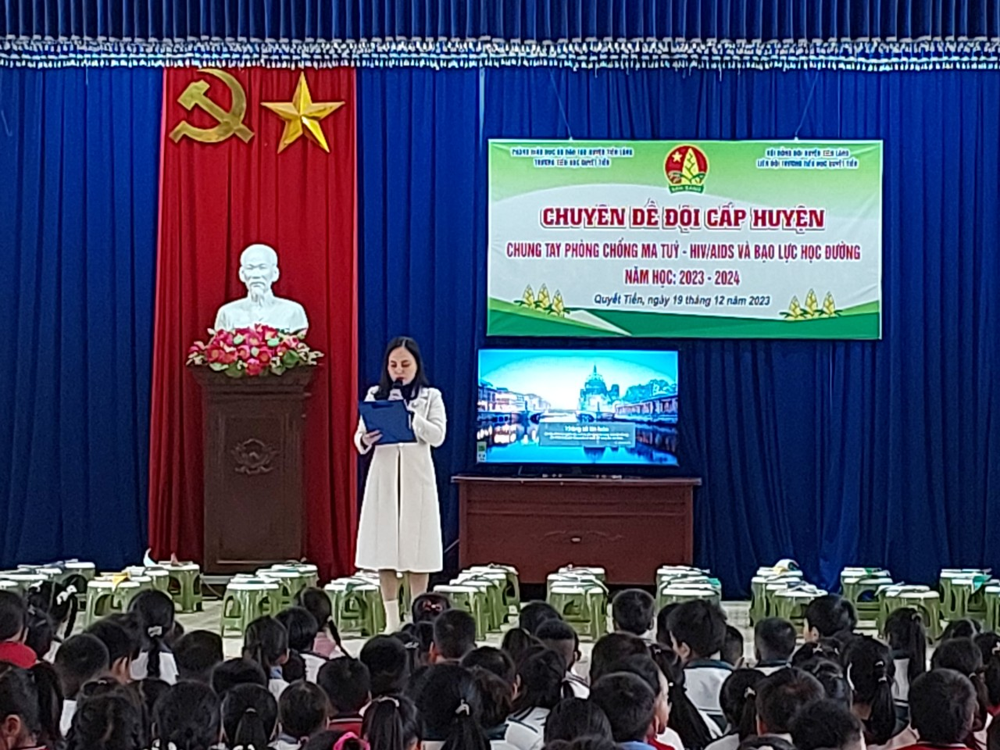 PHÒNG GIÁO DỤC VÀ ĐÀO TẠO HUYỆN TIÊN LÃNG
TRƯỜNG TIỂU HỌC QUYẾT TIẾN
HỘI ĐỒNG ĐỘI HUYỆN TIÊN LÃNG
LIÊN ĐỘI TRƯỜNG TIỂU HỌC QUYẾT TIẾN
SẴN SÀNG
CHUYÊN ĐỀ ĐỘI CẤP HUYỆN
CHUNG TAY PHÒNG CHỐNG MA TUÝ - HIV/AIDS VÀ BẠO LỰC HỌC ĐƯỜNG
NĂM HỌC: 2023 - 2024
Quyết Tiến, ngày 19 tháng 12 năm 2023